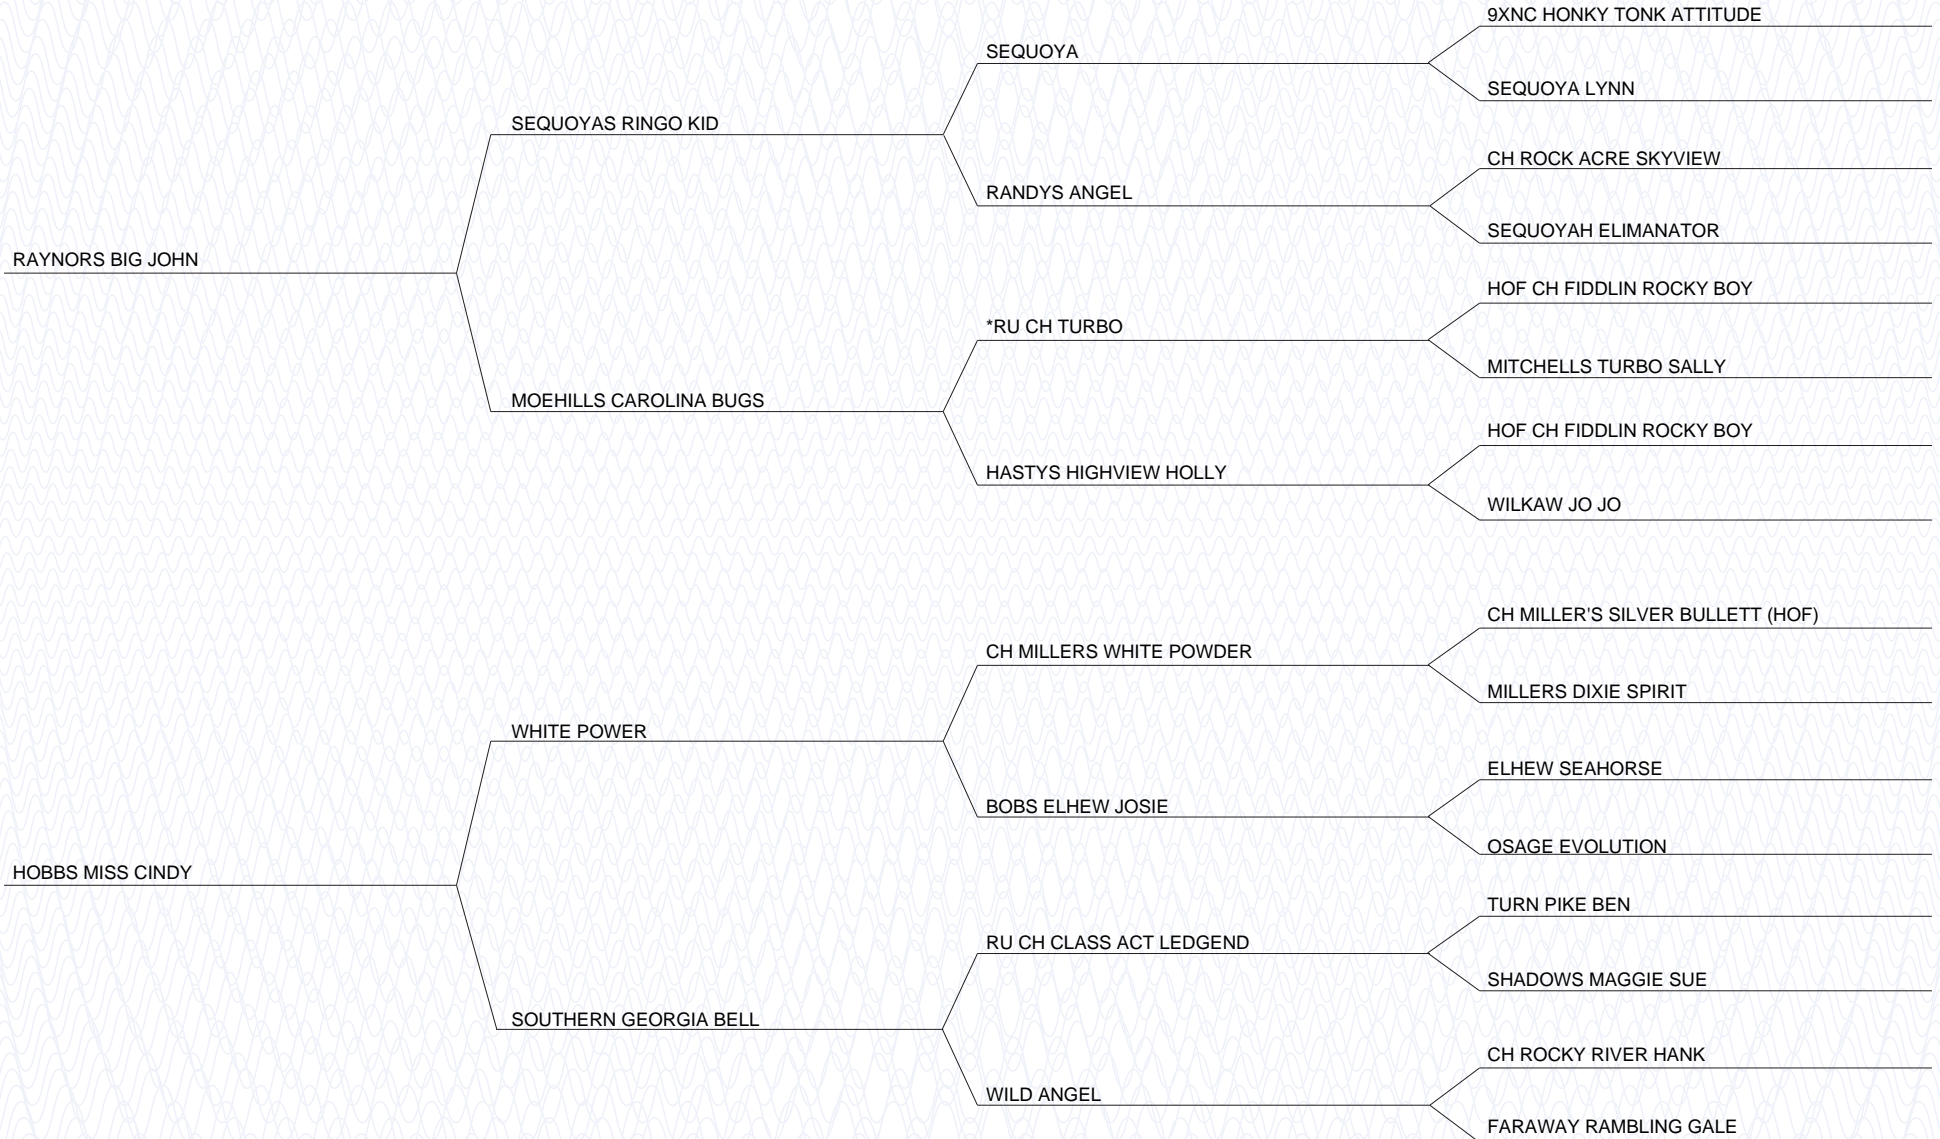 9XNC HONKY TONK ATTITUDE
SEQUOYA
SEQUOYA LYNN
SEQUOYAS RINGO KID
CH ROCK ACRE SKYVIEW
RANDYS ANGEL
SEQUOYAH ELIMANATOR
RAYNORS BIG JOHN
HOF CH FIDDLIN ROCKY BOY
*RU CH TURBO
MITCHELLS TURBO SALLY
MOEHILLS CAROLINA BUGS
HOF CH FIDDLIN ROCKY BOY
HASTYS HIGHVIEW HOLLY
WILKAW JO JO
CH MILLER'S SILVER BULLETT (HOF)
CH MILLERS WHITE POWDER
MILLERS DIXIE SPIRIT
WHITE POWER
ELHEW SEAHORSE
BOBS ELHEW JOSIE
OSAGE EVOLUTION
HOBBS MISS CINDY
TURN PIKE BEN
RU CH CLASS ACT LEDGEND
SHADOWS MAGGIE SUE
SOUTHERN GEORGIA BELL
CH ROCKY RIVER HANK
WILD ANGEL
FARAWAY RAMBLING GALE